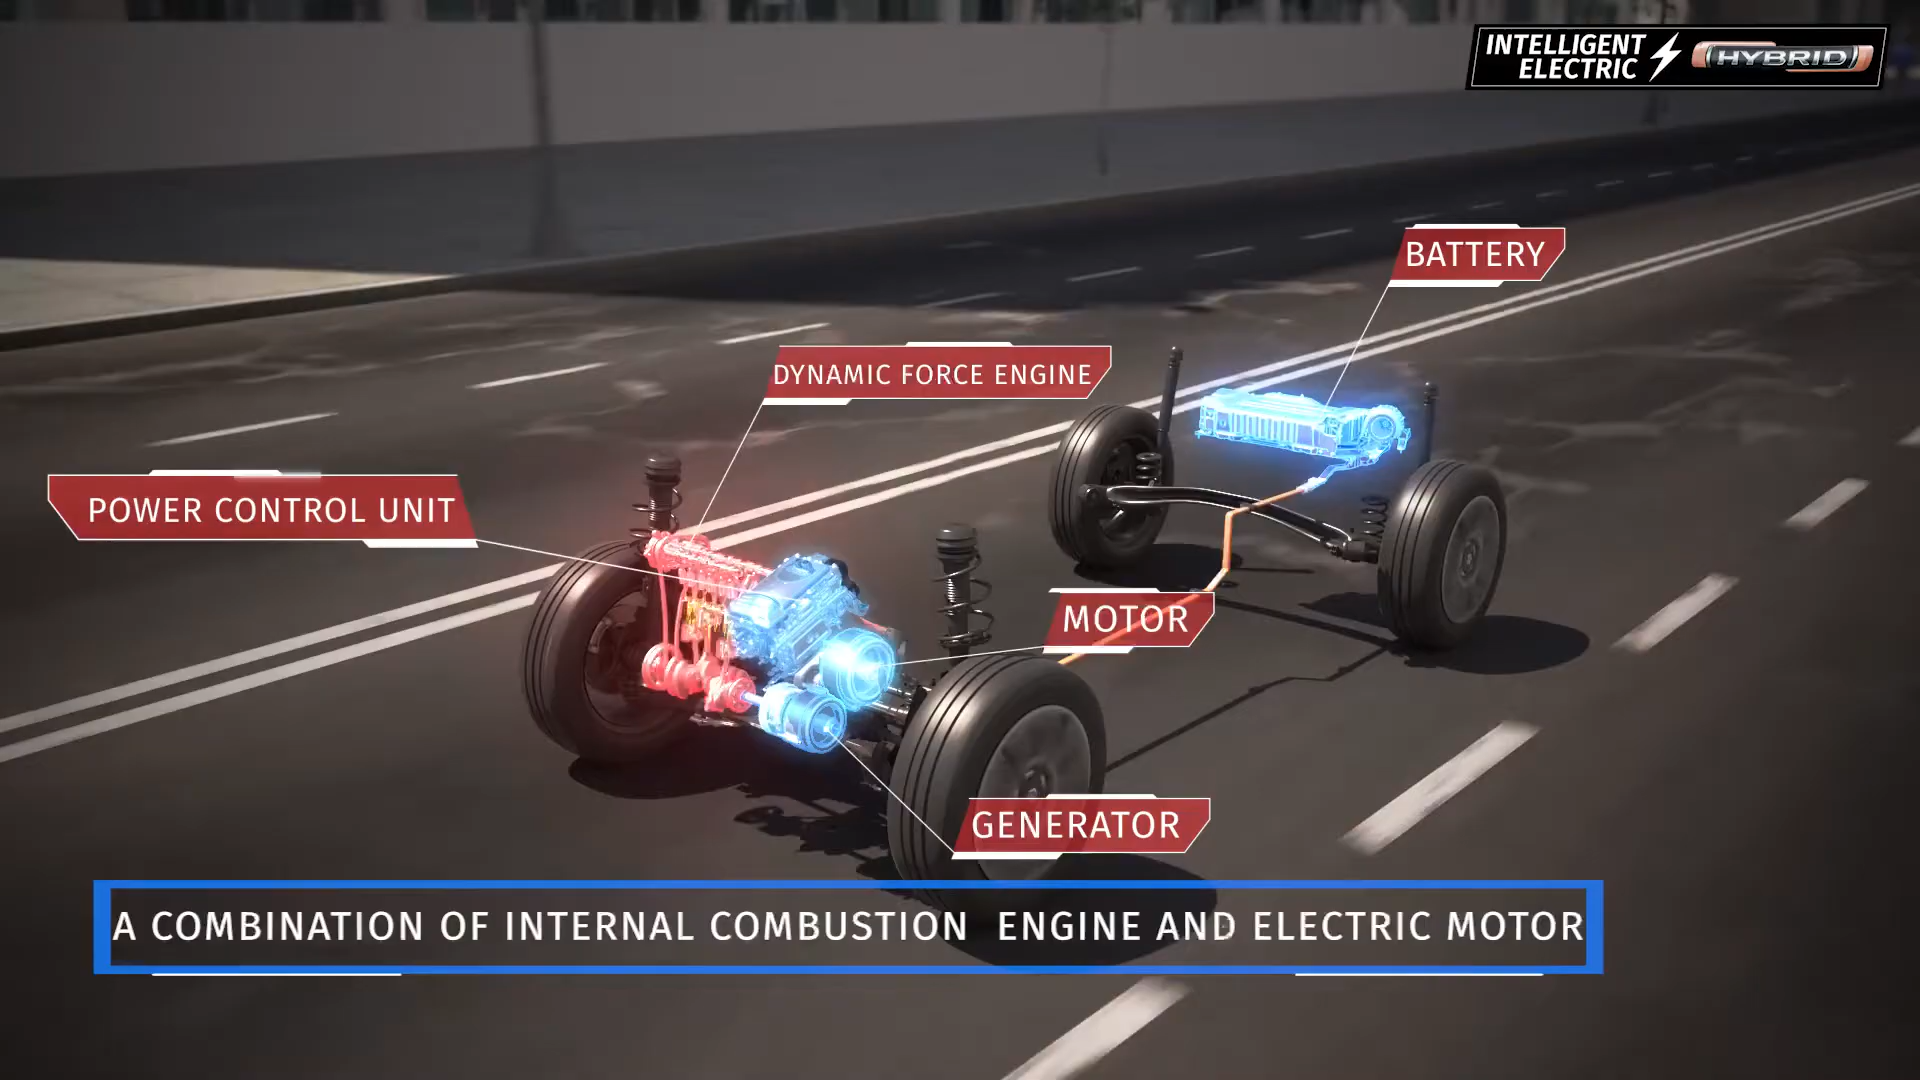 INTELLIGENT
ELECTRIC
HYBRID
BATTERY
DYNAMIC FORCE ENGINE
POWER CONTROL UNIT
MOTOR
GENERATOR
A COMBINATION OF INTERNAL COMBUSTION ENGINE AND ELECTRIC MOTOR